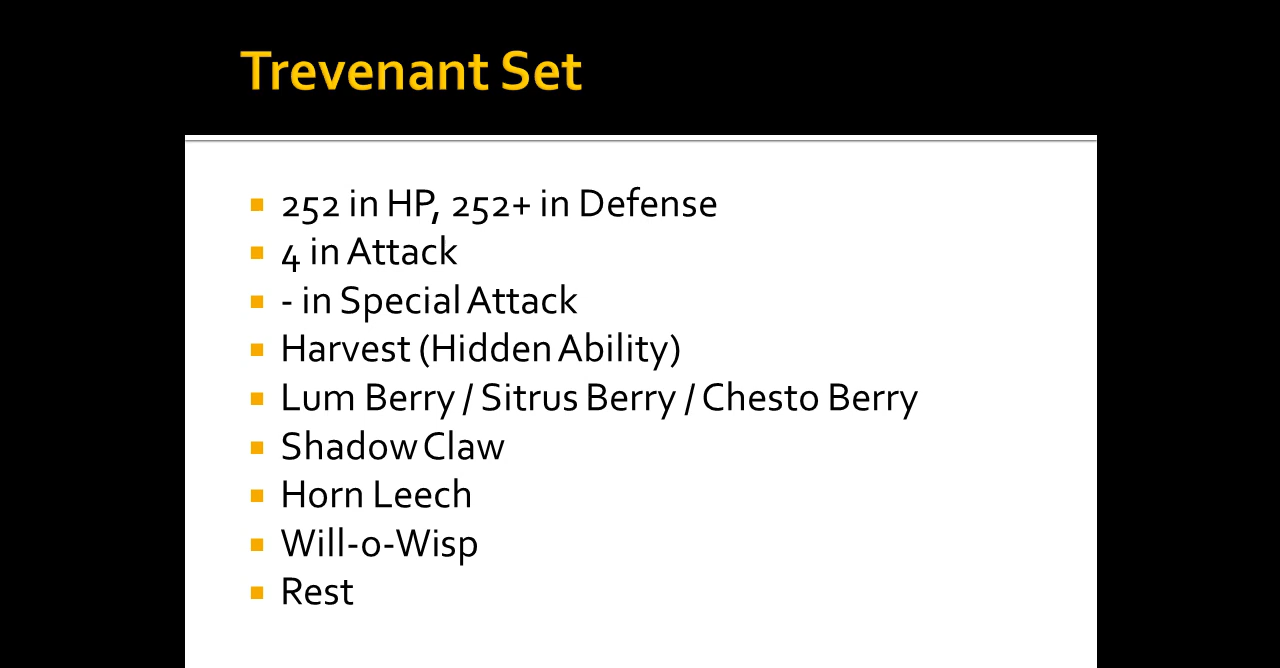 Trevenant Set
252 in HP, 252+ in Defense
4 in Attack
- in Special Attack
Harvest (Hidden Ability)
Lum Berry / Sitrus Berry / Chesto Berry
Shadow Claw
Horn Leech
Will-o-Wisp
Rest